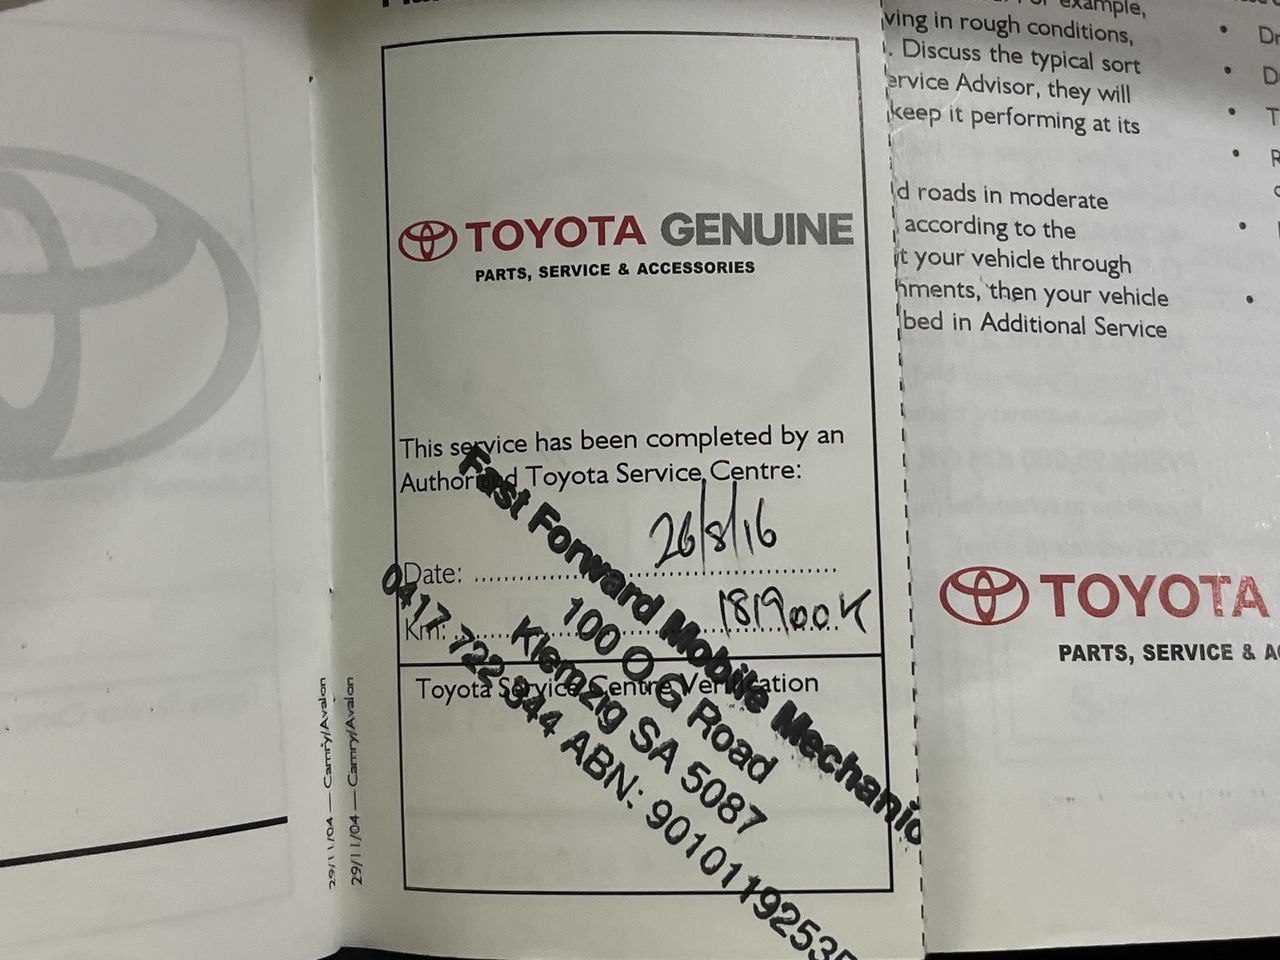 TOYOTA GENUINE
PARTS, SERVICE & ACCESSORIES
This service has been completed by an
Authorised Toyota Service Centre:
Date: 26/8/16
Km: 181900 K
Toyota Service Centre Verification
Fast Forward Mobile Mechanic
100 O G Road
Klemzig SA 5087
0417 722 344 ABN: 9010119253
29/11/04 — Camry/Avalon
29/11/04 — Camry/Avalon
example,
ving in rough conditions,
. Discuss the typical sort
ervice Advisor, they will
keep it performing at its
d roads in moderate
according to the
t your vehicle through
nments, then your vehicle
bed in Additional Service
TOYOTA
PARTS, SERVICE & A